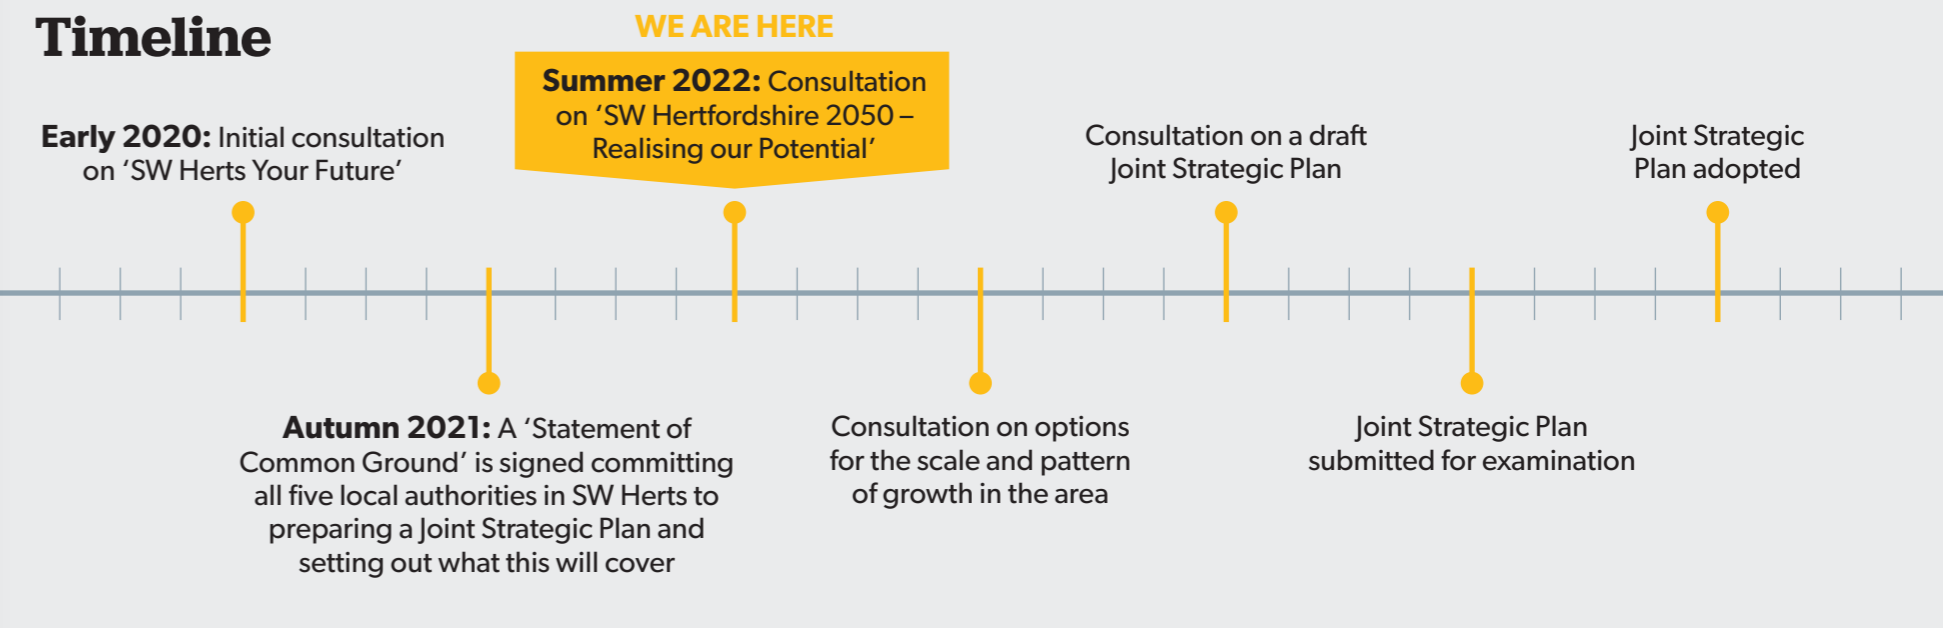 Timeline
Early 2020: Initial consultation
on ‘SW Herts Your Future’
Autumn 2021: A ‘Statement of
Common Ground’ is signed committing
all five local authorities in SW Herts to
preparing a Joint Strategic Plan and
setting out what this will cover
WE ARE HERE
Summer 2022: Consultation
on ‘SW Hertfordshire 2050 –
Realising our Potential’
Consultation on options
for the scale and pattern
of growth in the area
Consultation on a draft
Joint Strategic Plan
Joint Strategic Plan
submitted for examination
Joint Strategic
Plan adopted